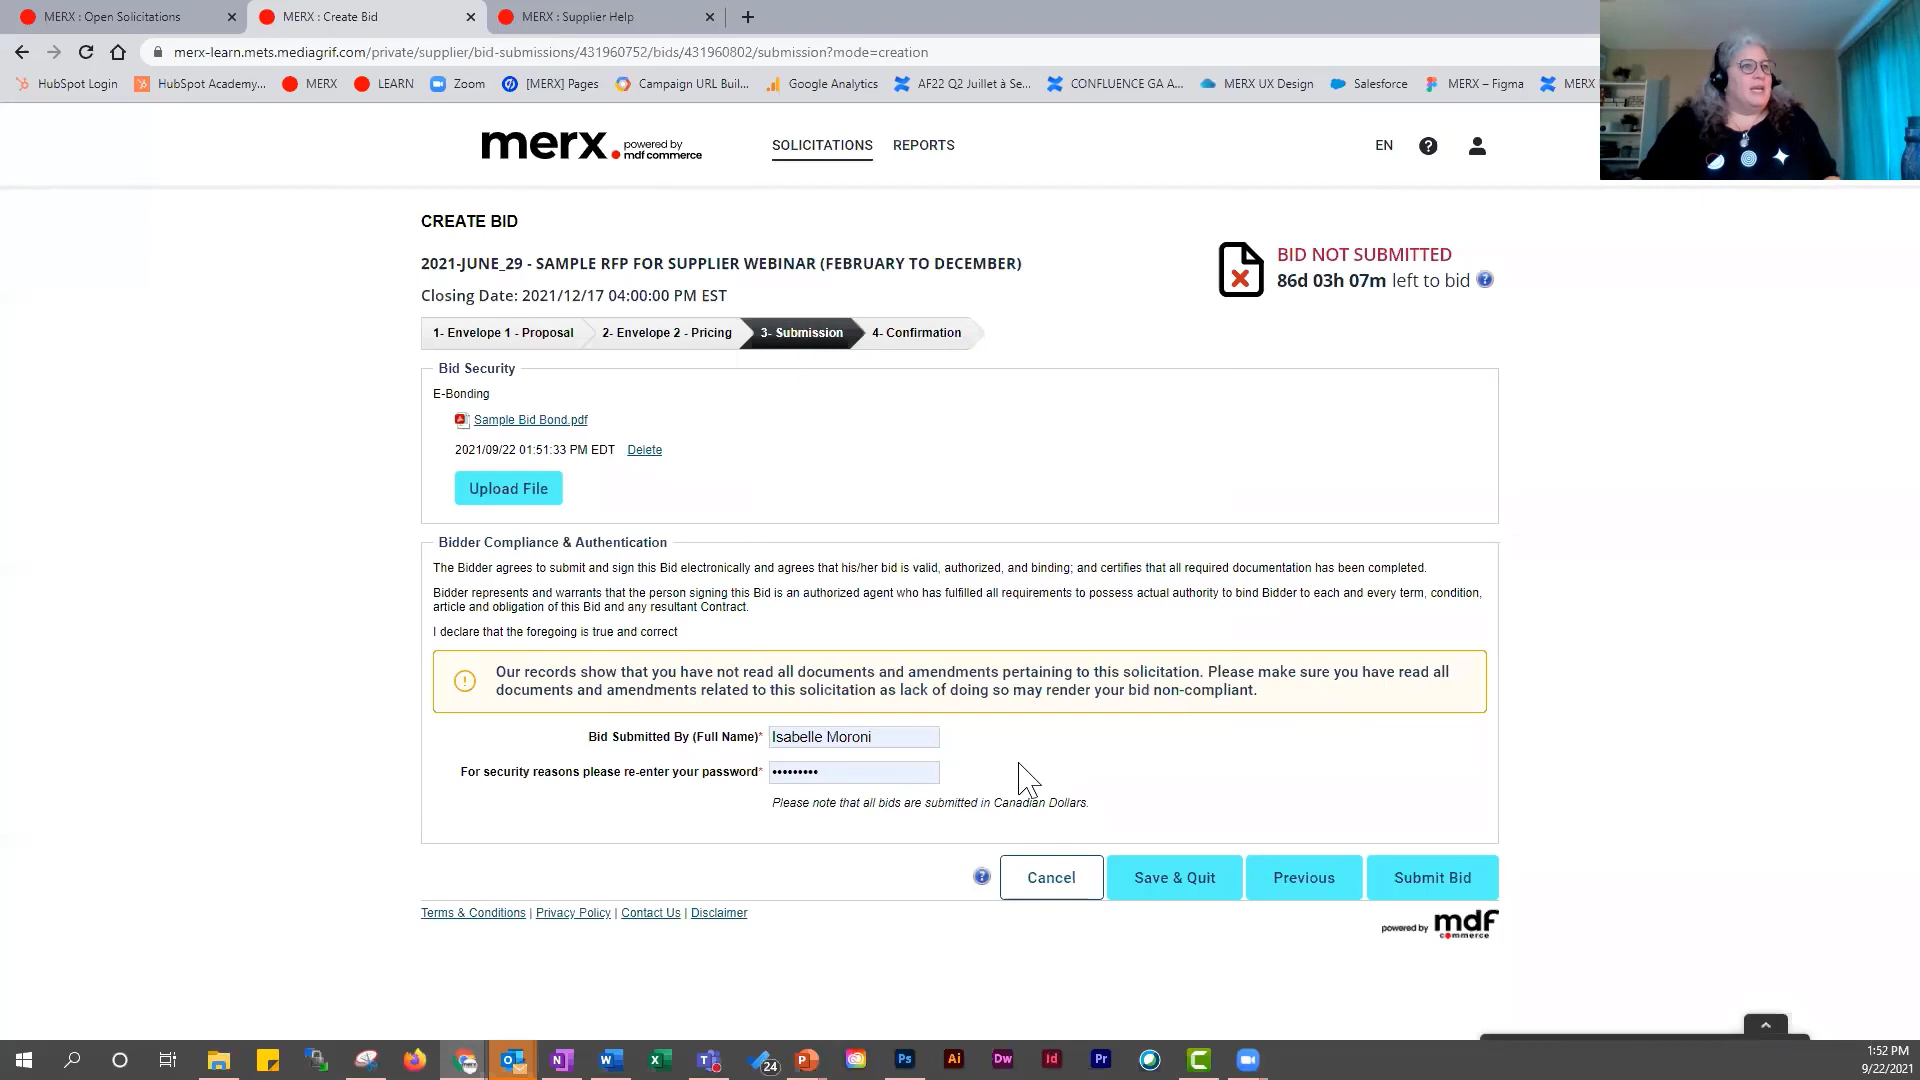 MERX : Open Solicitations
MERX : Create Bid
MERX : Supplier Help
merx-learn.mets.mediagrif.com/private/supplier/bid-submissions/431960752/bids/431960802/submission?mode=creation
HubSpot Login
HubSpot Academy...
MERX
LEARN
Zoom
[MERX] Pages
Campaign URL Buil...
Google Analytics
AF22 Q2 Juillet à Se...
CONFLUENCE GA A...
MERX UX Design
Salesforce
MERX – Figma
MERX
merx. powered by mdf commerce
SOLICITATIONS
REPORTS
EN
?
CREATE BID
2021-JUNE_29 - SAMPLE RFP FOR SUPPLIER WEBINAR (FEBRUARY TO DECEMBER)
Closing Date: 2021/12/17 04:00:00 PM EST
BID NOT SUBMITTED
86d 03h 07m left to bid ?
1- Envelope 1 - Proposal
2- Envelope 2 - Pricing
3- Submission
4- Confirmation
Bid Security
E-Bonding
Sample Bid Bond.pdf
2021/09/22 01:51:33 PM EDT Delete
Upload File
Bidder Compliance & Authentication
The Bidder agrees to submit and sign this Bid electronically and agrees that his/her bid is valid, authorized, and binding; and certifies that all required documentation has been completed.
Bidder represents and warrants that the person signing this Bid is an authorized agent who has fulfilled all requirements to possess actual authority to bind Bidder to each and every term, condition,
article and obligation of this Bid and any resultant Contract.
I declare that the foregoing is true and correct
Our records show that you have not read all documents and amendments pertaining to this solicitation. Please make sure you have read all
documents and amendments related to this solicitation as lack of doing so may render your bid non-compliant.
Bid Submitted By (Full Name)* Isabelle Moroni
For security reasons please re-enter your password* •••••••••
Please note that all bids are submitted in Canadian Dollars.
? Cancel
Save & Quit
Previous
Submit Bid
Terms & Conditions | Privacy Policy | Contact Us | Disclaimer
powered by mdf commerce
24
Ps
Ai
Dw
Id
Pr
1:52 PM
9/22/2021